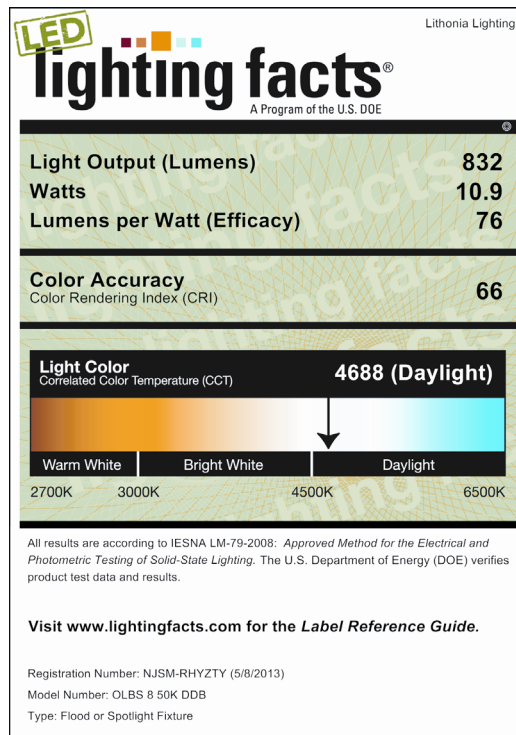 LED
Lithonia Lighting
lighting facts®
A Program of the U.S. DOE
Light Output (Lumens) 832
Watts 10.9
Lumens per Watt (Efficacy) 76
Color Accuracy
Color Rendering Index (CRI) 66
Light Color
Correlated Color Temperature (CCT) 4688 (Daylight)
Warm White Bright White Daylight
2700K 3000K 4500K 6500K
All results are according to IESNA LM-79-2008: Approved Method for the Electrical and
Photometric Testing of Solid-State Lighting. The U.S. Department of Energy (DOE) verifies
product test data and results.
Visit www.lightingfacts.com for the Label Reference Guide.
Registration Number: NJSM-RHYZTY (5/8/2013)
Model Number: OLBS 8 50K DDB
Type: Flood or Spotlight Fixture